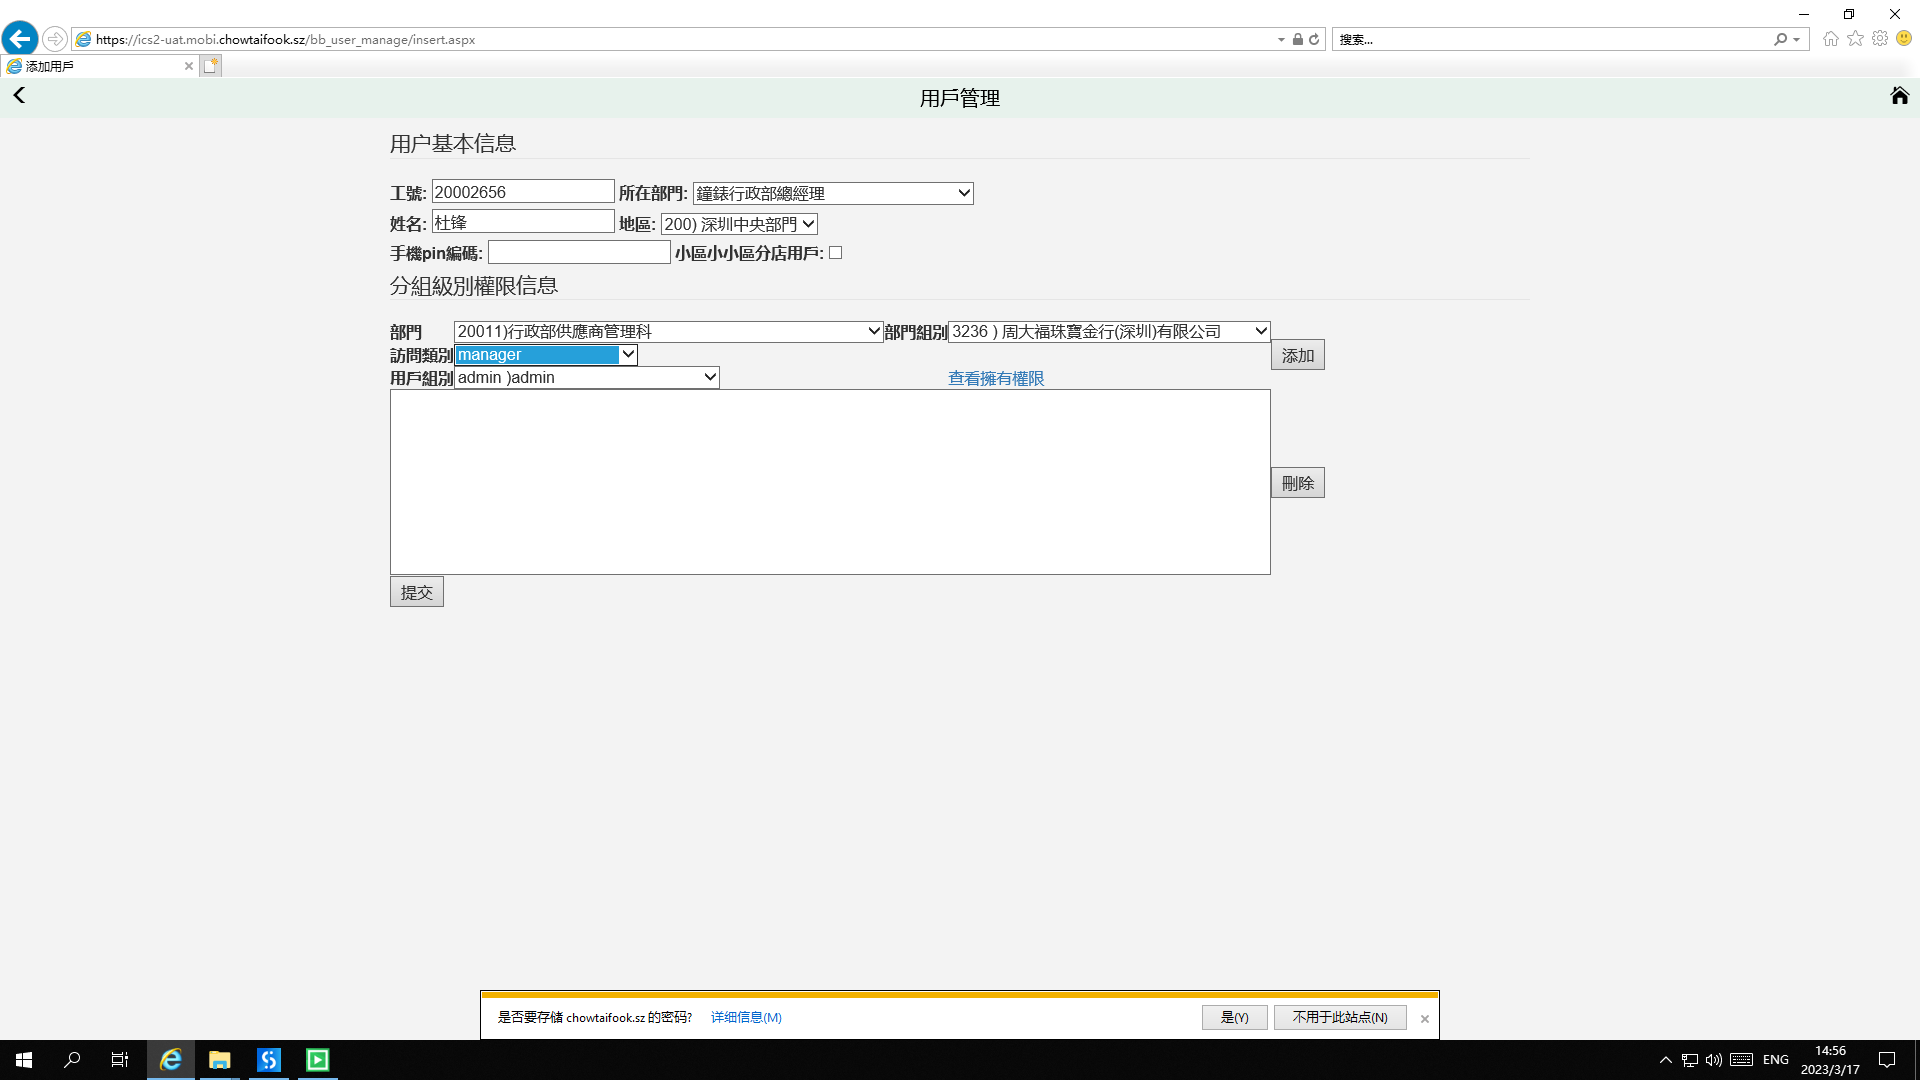 https://ics2-uat.mobi.chowtaifook.sz/bb_user_manage/insert.aspx
搜索...
添加用戶
用戶管理
用户基本信息
工號: 20002656 所在部門: 鐘錶行政部總經理
姓名: 杜锋 地區: 200) 深圳中央部門
手機pin編碼: 小區小小區分店用戶:
分組級別權限信息
部門 20011)行政部供應商管理科 部門組別 3236 ) 周大福珠寶金行(深圳)有限公司
訪問類別 manager 添加
用戶組別 admin )admin 查看擁有權限
刪除
提交
是否要存储 chowtaifook.sz 的密码? 详细信息(M) 是(Y) 不用于此站点(N)
ENG 14:56
2023/3/17